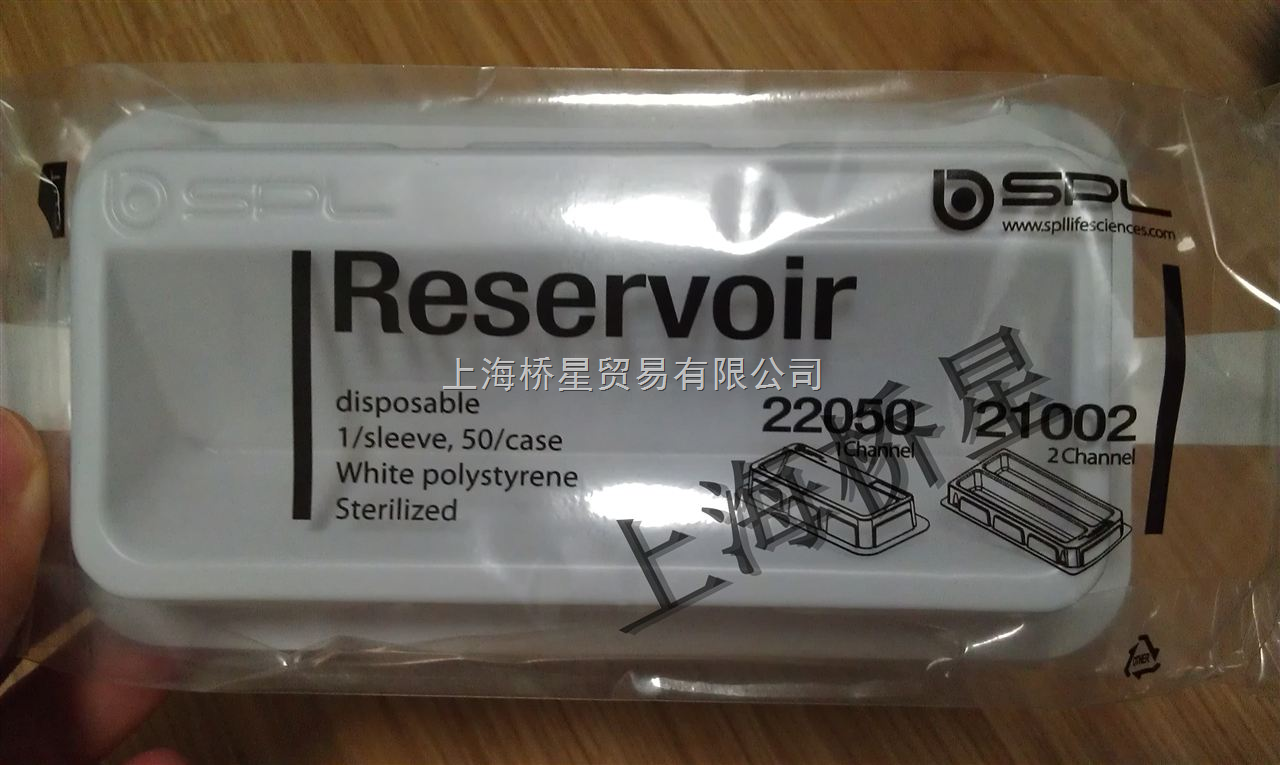 SPL
SPL
www.spllifesciences.com
Reservoir
上海桥星贸易有限公司
disposable
1/sleeve, 50/case
White polystyrene
Sterilized
22050
1 Channel
21002
2 Channel
上海桥星
OTHER